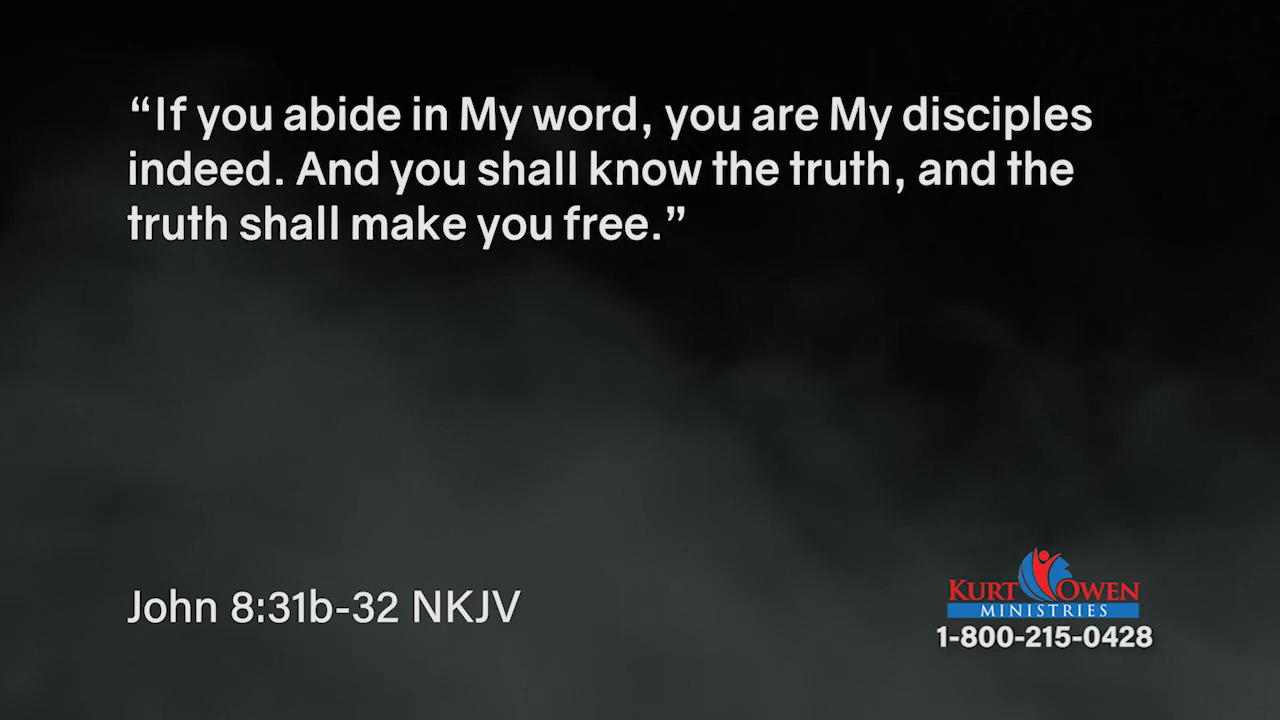 “If you abide in My word, you are My disciples
indeed. And you shall know the truth, and the
truth shall make you free.”
John 8:31b-32 NKJV
KURT OWEN
MINISTRIES
1-800-215-0428